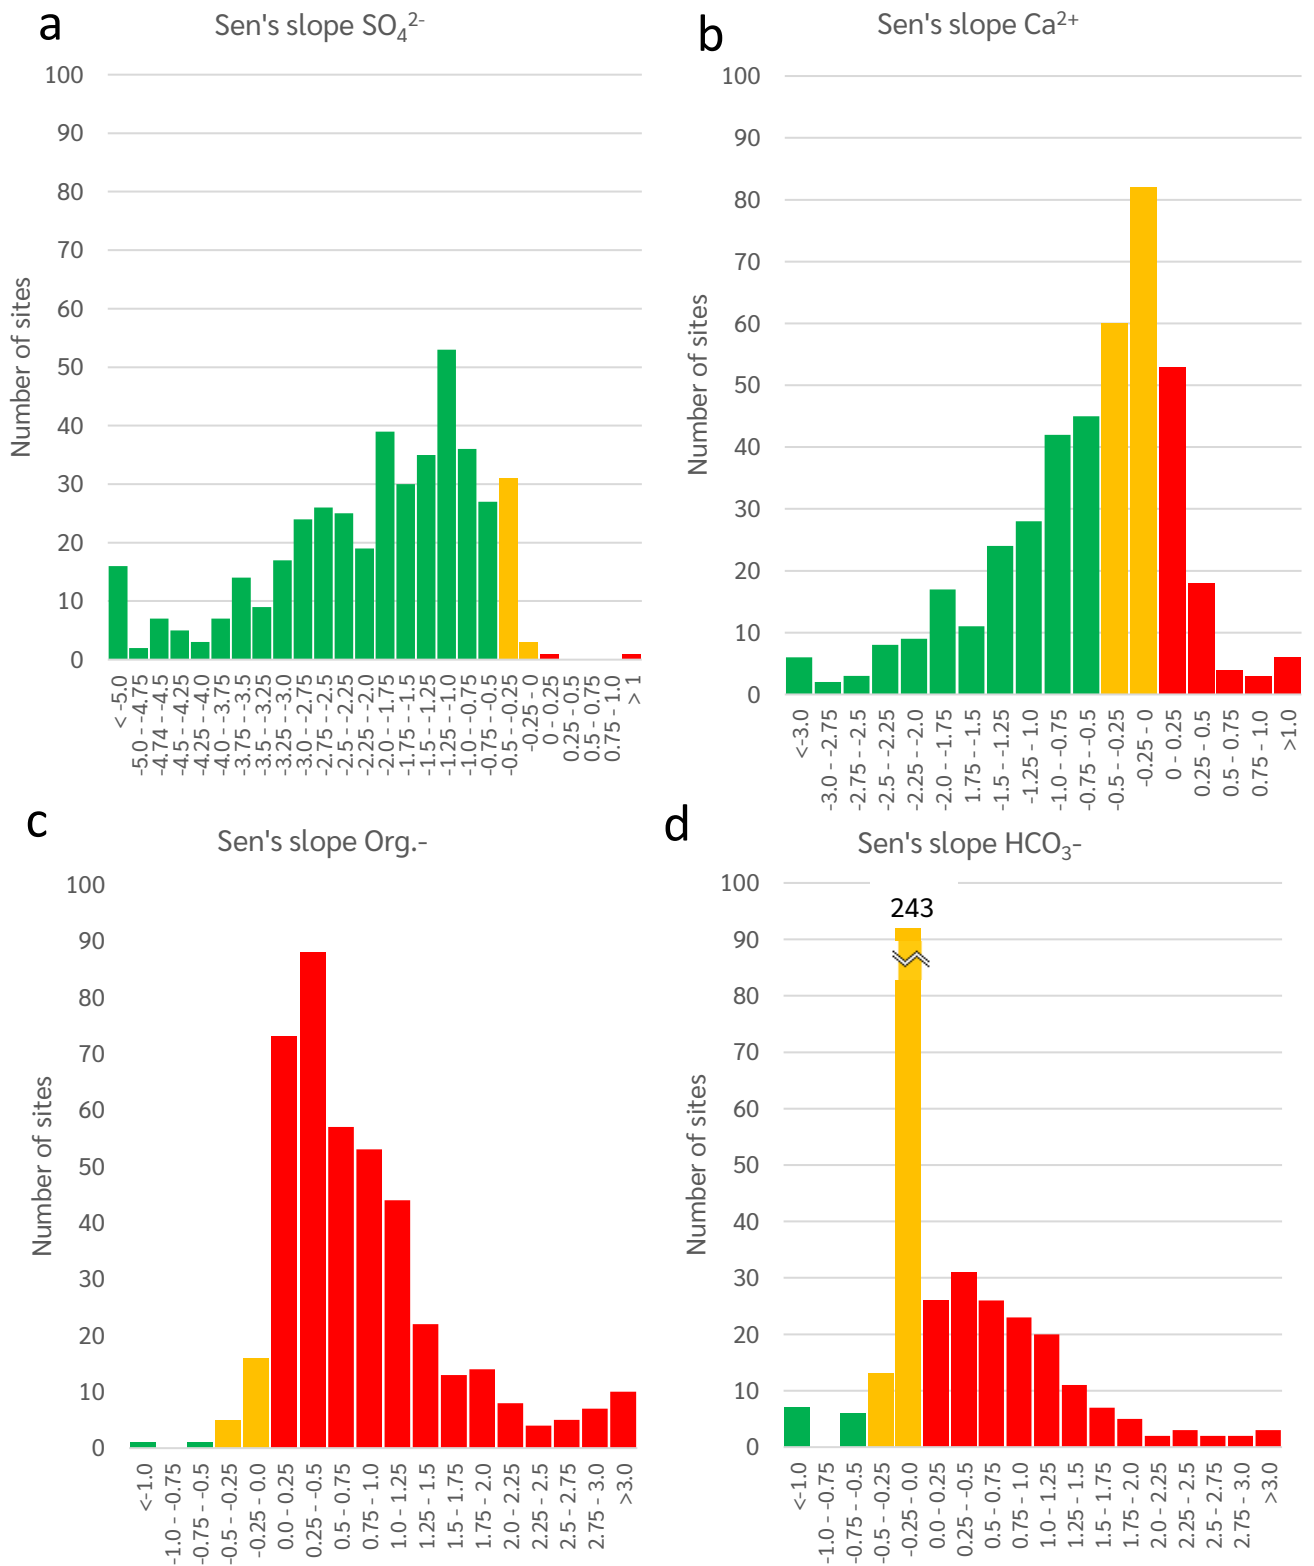 a
Sen's slope SO₄²⁻
100
90
80
70
60
50
40
30
20
10
0
Number of sites
< -5.0
-5.0 - -4.75
-4.74 - -4.5
-4.5 - -4.25
-4.25 - -4.0
-4.0 - -3.75
-3.75 - -3.5
-3.5 - -3.25
-3.25 - -3.0
-3.0 - -2.75
-2.75 - -2.5
-2.5 - -2.25
-2.25 - -2.0
-2.0 - -1.75
-1.75 - -1.5
-1.5 - -1.25
-1.25 - -1.0
-1.0 - -0.75
-0.75 - -0.5
-0.5 - -0.25
-0.25 - 0
0 - 0.25
0.25 - 0.5
0.5 - 0.75
0.75 - 1.0
> 1
b
Sen's slope Ca²⁺
100
90
80
70
60
50
40
30
20
10
0
Number of sites
<-3.0
-3.0 - -2.75
-2.75 - -2.5
-2.5 - -2.25
-2.25 - -2.0
-2.0 - -1.75
1.75 - -1.5
-1.5 - -1.25
-1.25 - -1.0
-1.0 - -0.75
-0.75 - -0.5
-0.5 - -0.25
-0.25 - 0
0 - 0.25
0.25 - 0.5
0.5 - 0.75
0.75 - 1.0
>1.0
c
Sen's slope Org.-
100
90
80
70
60
50
40
30
20
10
0
Number of sites
<-1.0
-1.0 - -0.75
-0.75 - -0.5
-0.5 - -0.25
-0.25 - 0.0
0.0 - 0.25
0.25 - -0.5
0.5 - 0.75
0.75 - 1.0
1.0 - 1.25
1.25 - 1.5
1.5 - 1.75
1.75 - 2.0
2.0 - 2.25
2.25 - 2.5
2.5 - 2.75
2.75 - 3.0
>3.0
d
Sen's slope HCO₃-
243
100
90
80
70
60
50
40
30
20
10
0
Number of sites
<-1.0
-1.0 - -0.75
-0.75 - -0.5
-0.5 - -0.25
-0.25 - -0.0
0.0 - 0.25
0.25 - -0.5
0.5 - 0.75
0.75 - 1.0
1.0 - 1.25
1.25 - 1.5
1.5 - 1.75
1.75 - 2.0
2.0 - 2.25
2.25 - 2.5
2.5 - 2.75
2.75 - 3.0
>3.0